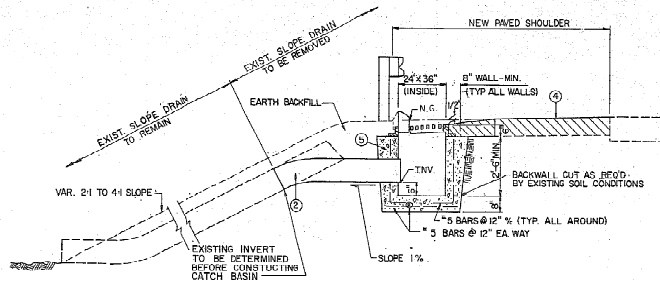 NEW PAVED SHOULDER
EXIST. SLOPE DRAIN
TO BE REMOVED
24"X36"
(INSIDE)
8" WALL-MIN.
(TYP. ALL WALLS)
N.G.
1/2"
4
EARTH BACKFILL
EXIST. SLOPE DRAIN
TO REMAIN
5
6"
2'-6" MIN.
INV.
BACKWALL CUT AS REQ'D
BY EXISTING SOIL CONDITIONS
VAR. 2:1 TO 4:1 SLOPE
2
6"
8"
"5 BARS @ 12" % (TYP. ALL AROUND)
"5 BARS @ 12" EA. WAY
SLOPE 1%
EXISTING INVERT
TO BE DETERMINED
BEFORE CONSTUCTING
CATCH BASIN